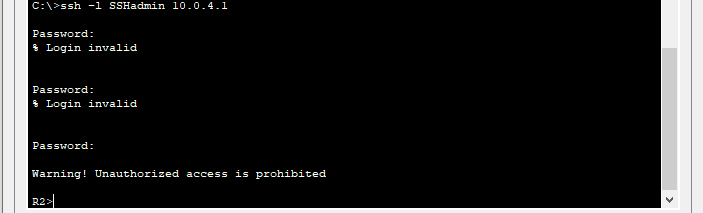 C:\>ssh -l SSHadmin 10.0.4.1
Password:
% Login invalid
Password:
% Login invalid
Password:
Warning! Unauthorized access is prohibited
R2>